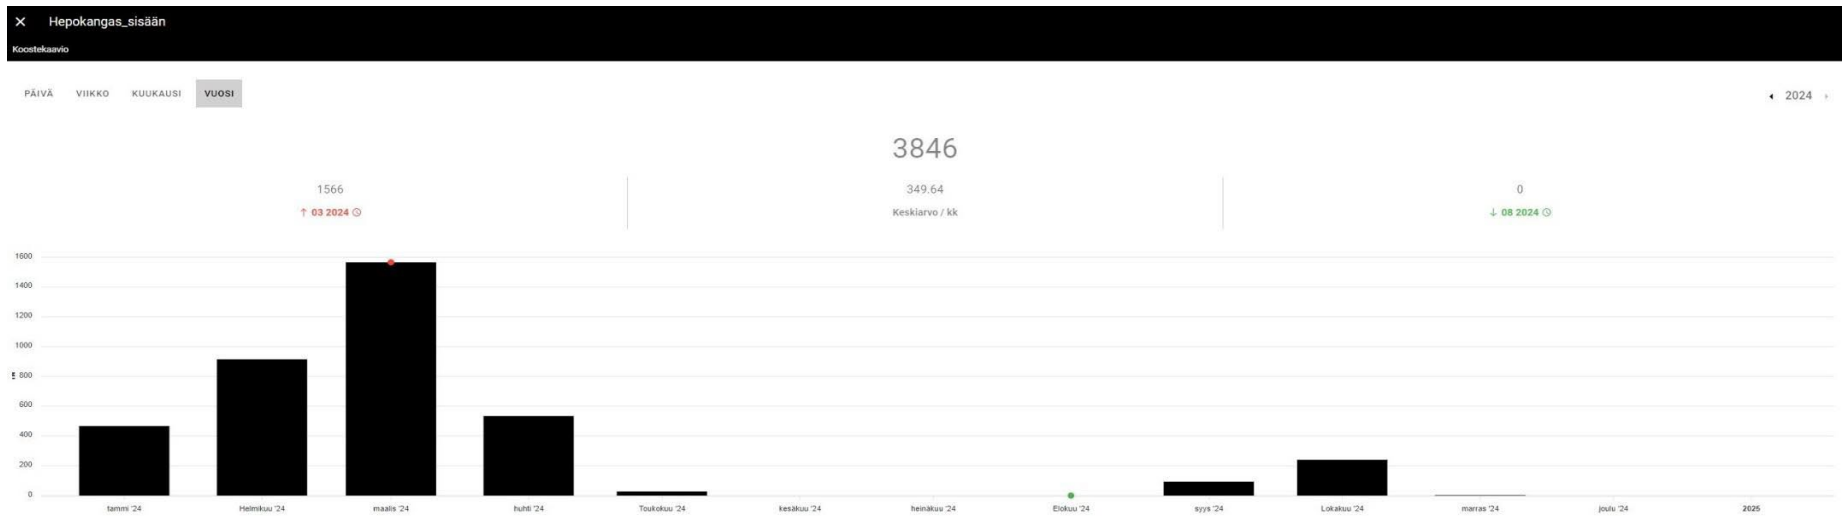 ✕ Hepokangas_sisään
Koostekaavio
PÄIVÄ VIIKKO KUUKAUSI VUOSI
2024
3846
1566 349.64 0
↑ 03 2024 Keskiarvo / kk ↓ 08 2024
1600
1400
1200
1000
800
600
400
200
0
tammi '24 Helmikuu '24 maalis '24 huhti '24 Toukokuu '24 kesäkuu '24 heinäkuu '24 Elokuu '24 syys '24 Lokakuu '24 marras '24 joulu '24 2025